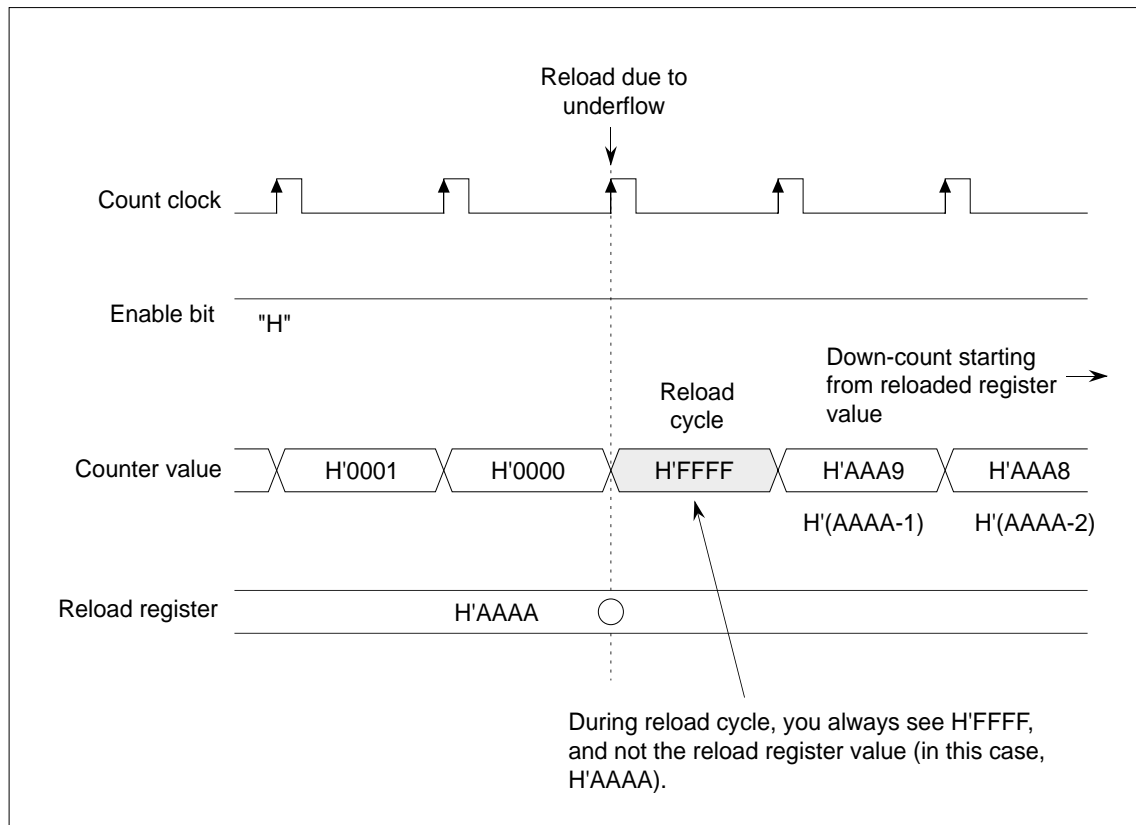 Reload due to
underflow
Count clock
Enable bit
"H"
Down-count starting
from reloaded register
value
Reload
cycle
Counter value
H'0001
H'0000
H'FFFF
H'AAA9
H'AAA8
H'(AAAA-1)
H'(AAAA-2)
Reload register
H'AAAA
During reload cycle, you always see H'FFFF,
and not the reload register value (in this case,
H'AAAA).